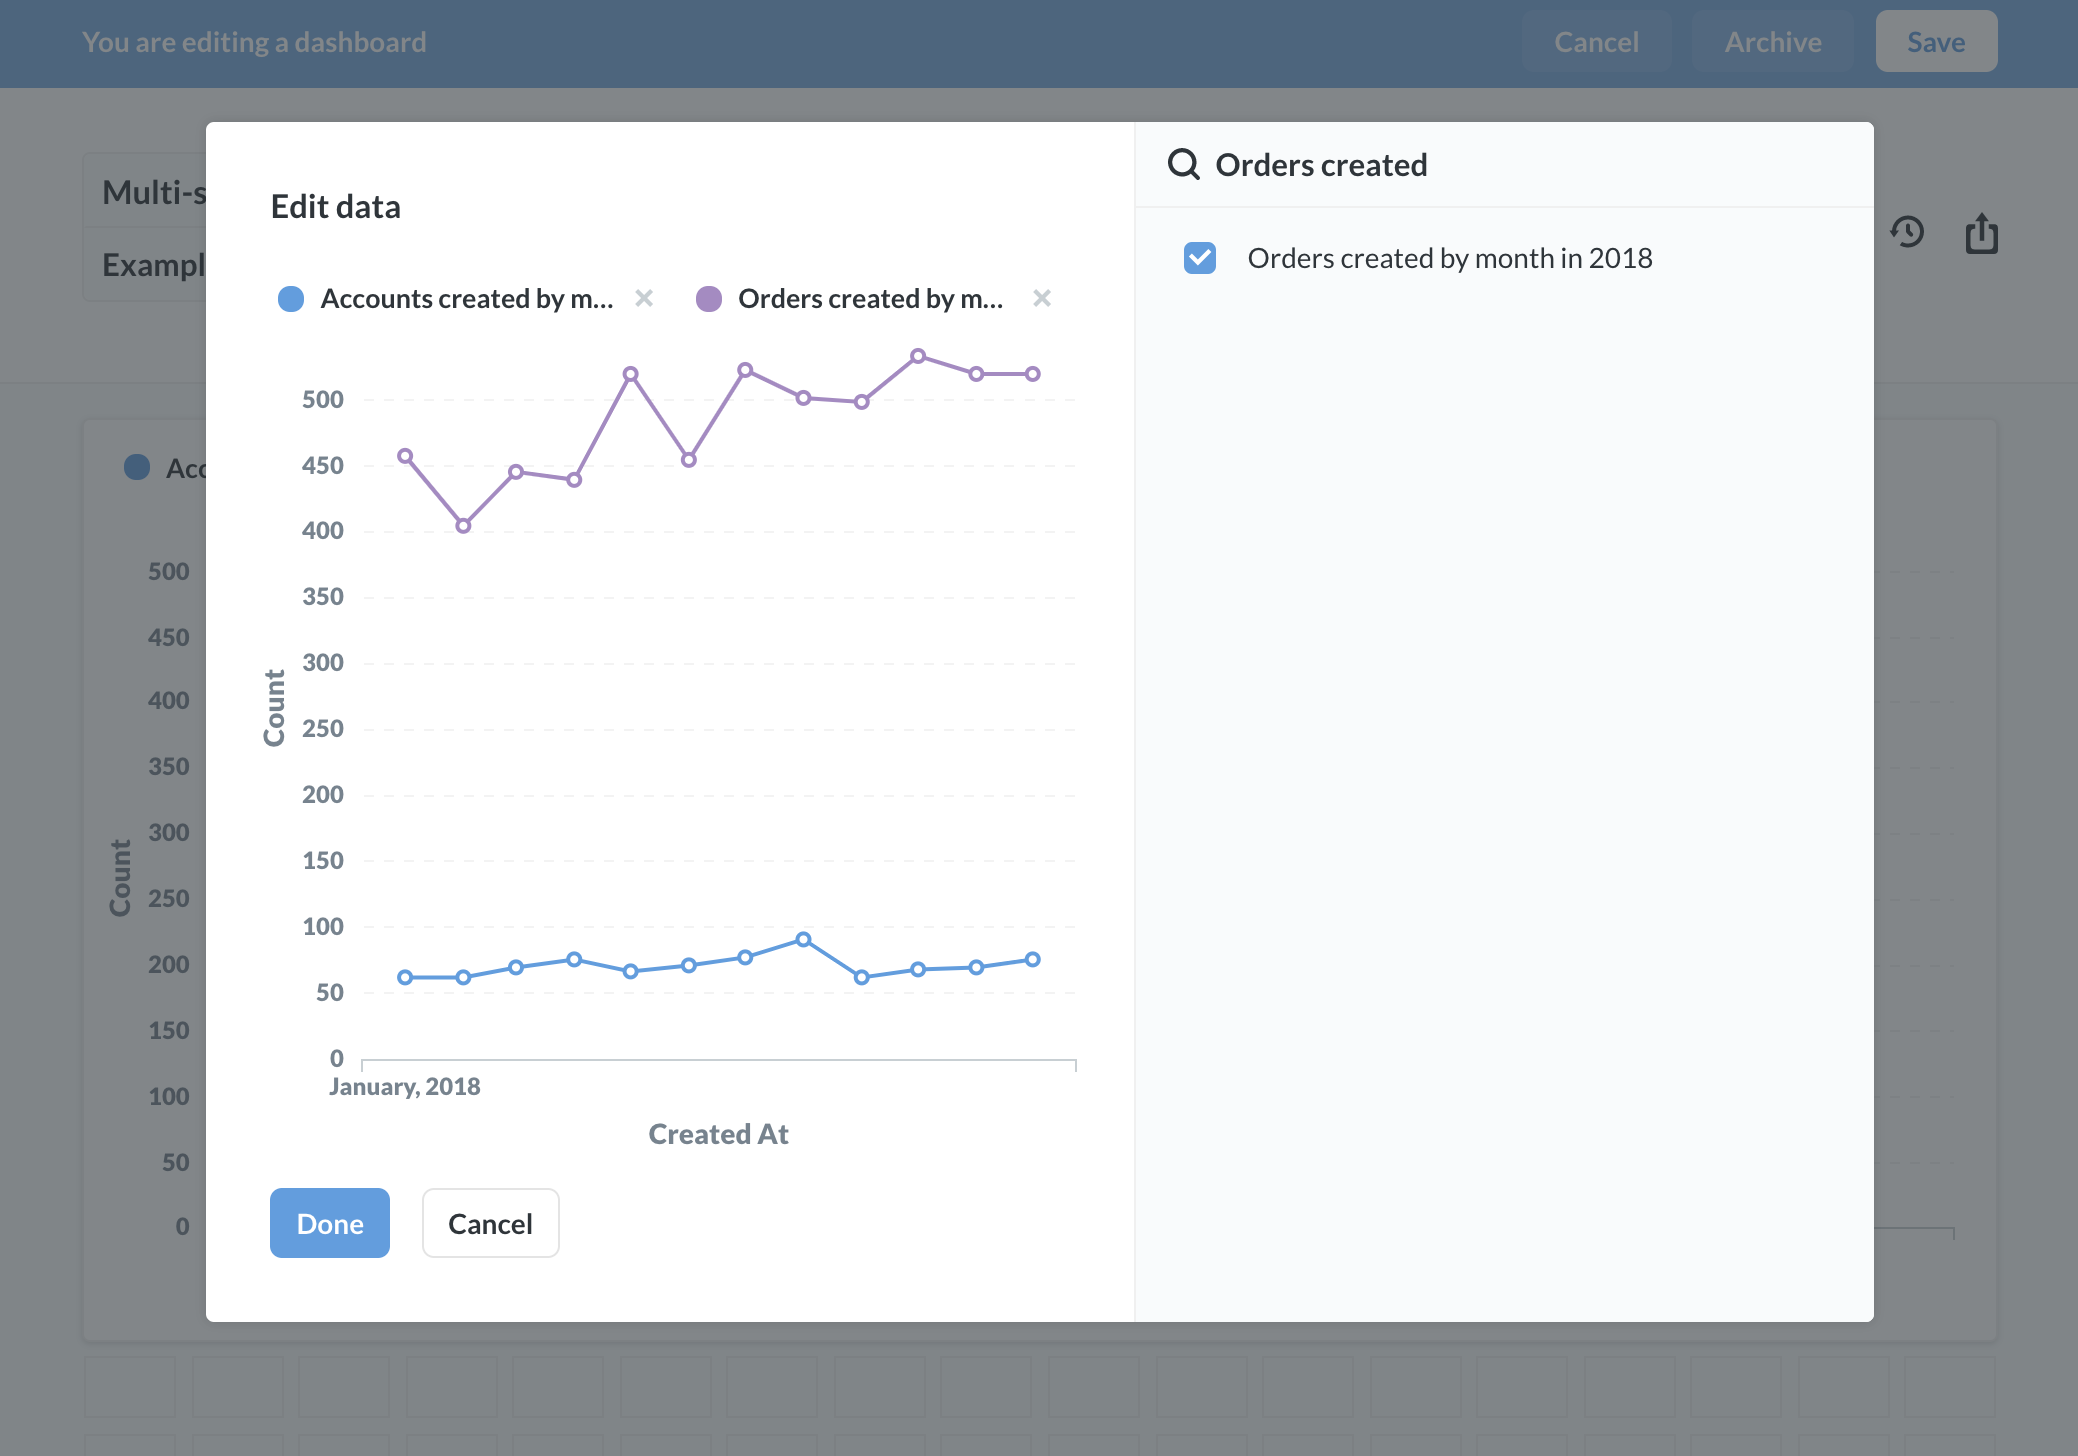 You are editing a dashboard
Cancel
Archive
Save
Multi-s
Exampl
Acc
500
450
400
350
300
250
200
150
100
50
0
Count
Edit data
Accounts created by m...
Orders created by m...
500
450
400
350
300
250
200
150
100
50
0
Count
January, 2018
Created At
Done
Cancel
Orders created
Orders created by month in 2018